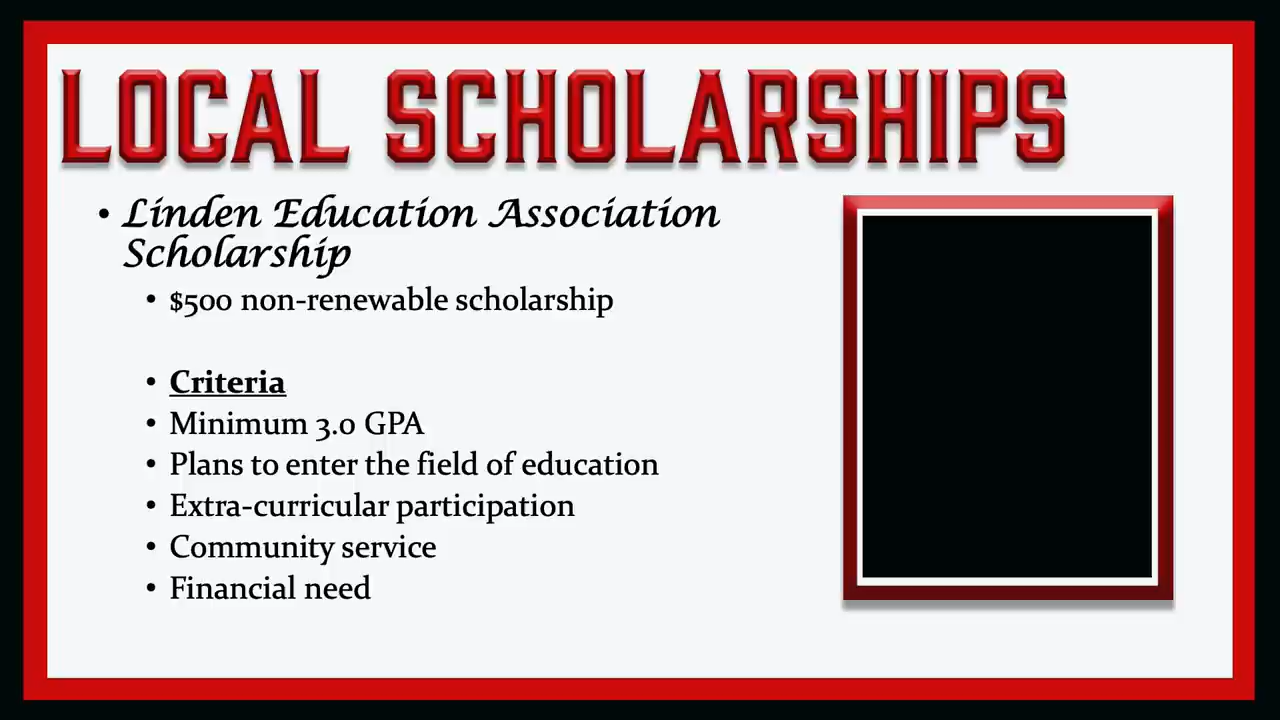 LOCAL SCHOLARSHIPS
• Linden Education Association
Scholarship
• $500 non-renewable scholarship
• Criteria
• Minimum 3.0 GPA
• Plans to enter the field of education
• Extra-curricular participation
• Community service
• Financial need